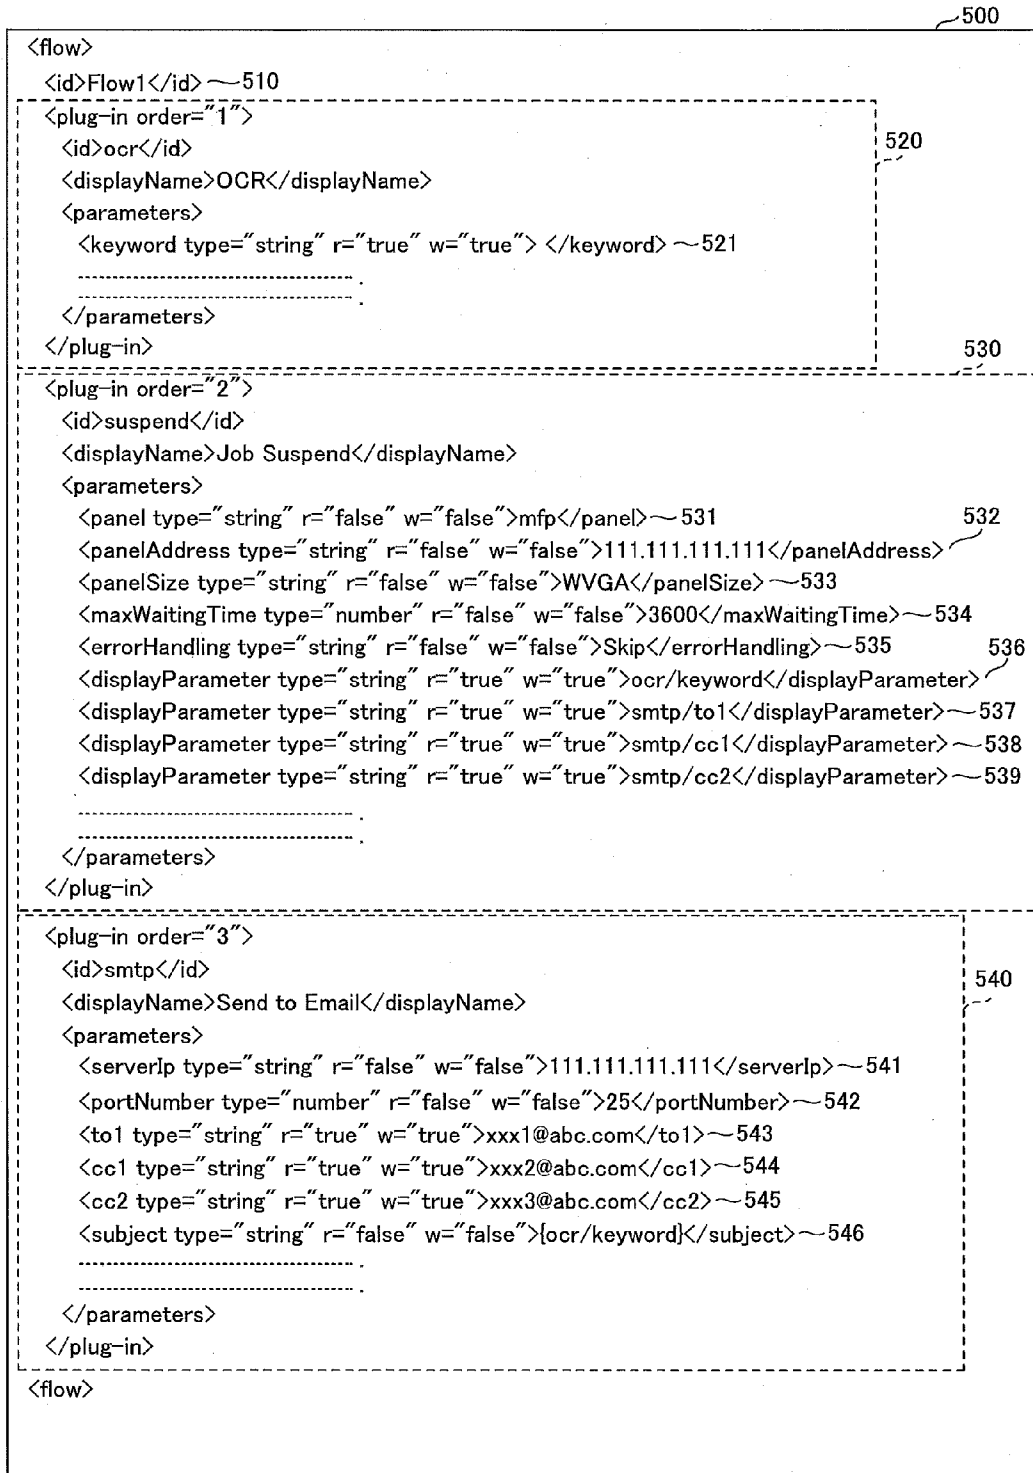 500
<flow>
<id>Flow1</id>~510
<plug-in order="1">
520
<id>ocr</id>
<displayName>OCR</displayName>
<parameters>
<keyword type="string" r="true" w="true"> </keyword>~521
</parameters>
</plug-in>
530
<plug-in order="2">
<id>suspend</id>
<displayName>Job Suspend</displayName>
<parameters>
<panel type="string" r="false" w="false">mfp</panel>~531 532
<panelAddress type="string" r="false" w="false">111.111.111.111</panelAddress>
<panelSize type="string" r="false" w="false">WVGA</panelSize>~533
<maxWaitingTime type="number" r="false" w="false">3600</maxWaitingTime>~534
<errorHandling type="string" r="false" w="false">Skip</errorHandling>~535 536
<displayParameter type="string" r="true" w="true">ocr/keyword</displayParameter>
<displayParameter type="string" r="true" w="true">smtp/to1</displayParameter>~537
<displayParameter type="string" r="true" w="true">smtp/cc1</displayParameter>~538
<displayParameter type="string" r="true" w="true">smtp/cc2</displayParameter>~539
</parameters>
</plug-in>
<plug-in order="3">
<id>smtp</id>
540
<displayName>Send to Email</displayName>
<parameters>
<serverIp type="string" r="false" w="false">111.111.111.111</serverIp>~541
<portNumber type="number" r="false" w="false">25</portNumber>~542
<to1 type="string" r="true" w="true">xxx1@abc.com</to1>~543
<cc1 type="string" r="true" w="true">xxx2@abc.com</cc1>~544
<cc2 type="string" r="true" w="true">xxx3@abc.com</cc2>~545
<subject type="string" r="false" w="false">{ocr/keyword}</subject>~546
</parameters>
</plug-in>
<flow>